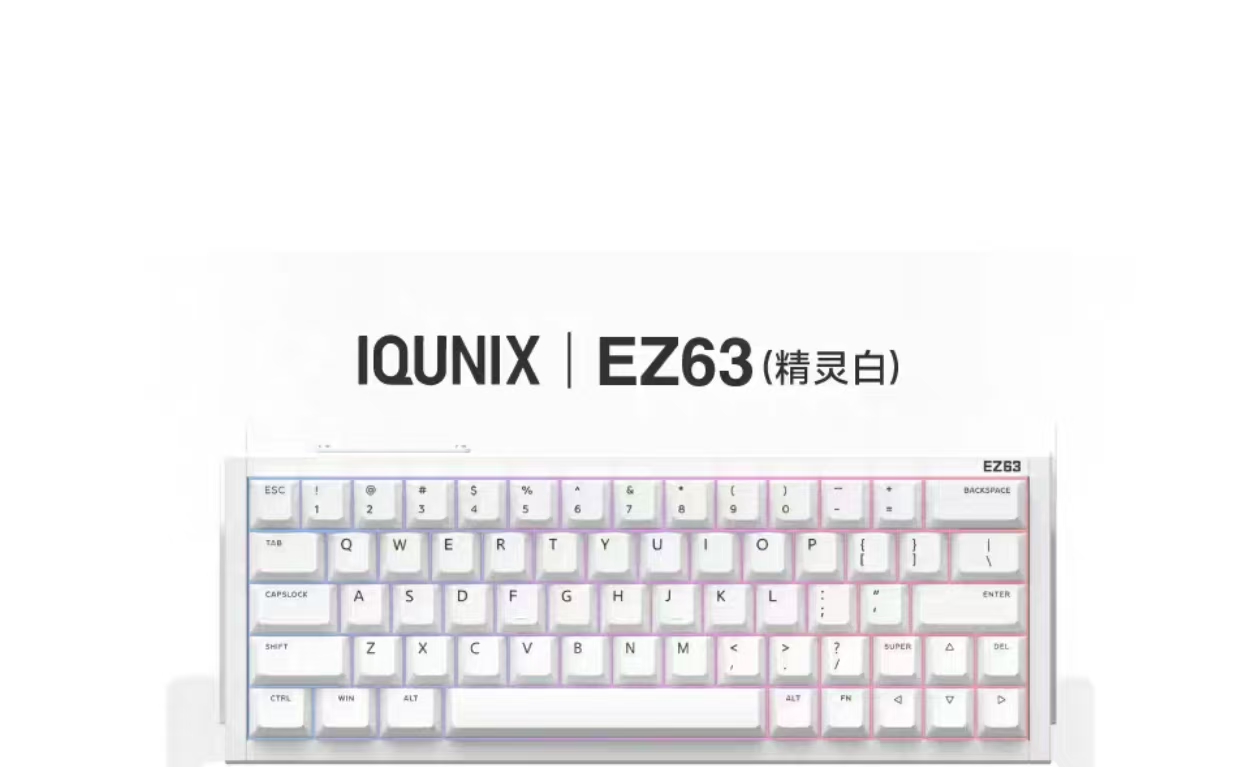 IQUNIX | EZ63 (精灵白)
EZ63
ESC ! 1 @ 2 # 3 $ 4 % 5 ^ 6 & 7 * 8 ( 9 ) 0 — - + = BACKSPACE
TAB Q W E R T Y U I O P { [ } ] | \
CAPSLOCK A S D F G H J K L : ; " ' ENTER
SHIFT Z X C V B N M < , > . ? / SUPER △ DEL
CTRL WIN ALT ALT FN ◁ ▽ ▷